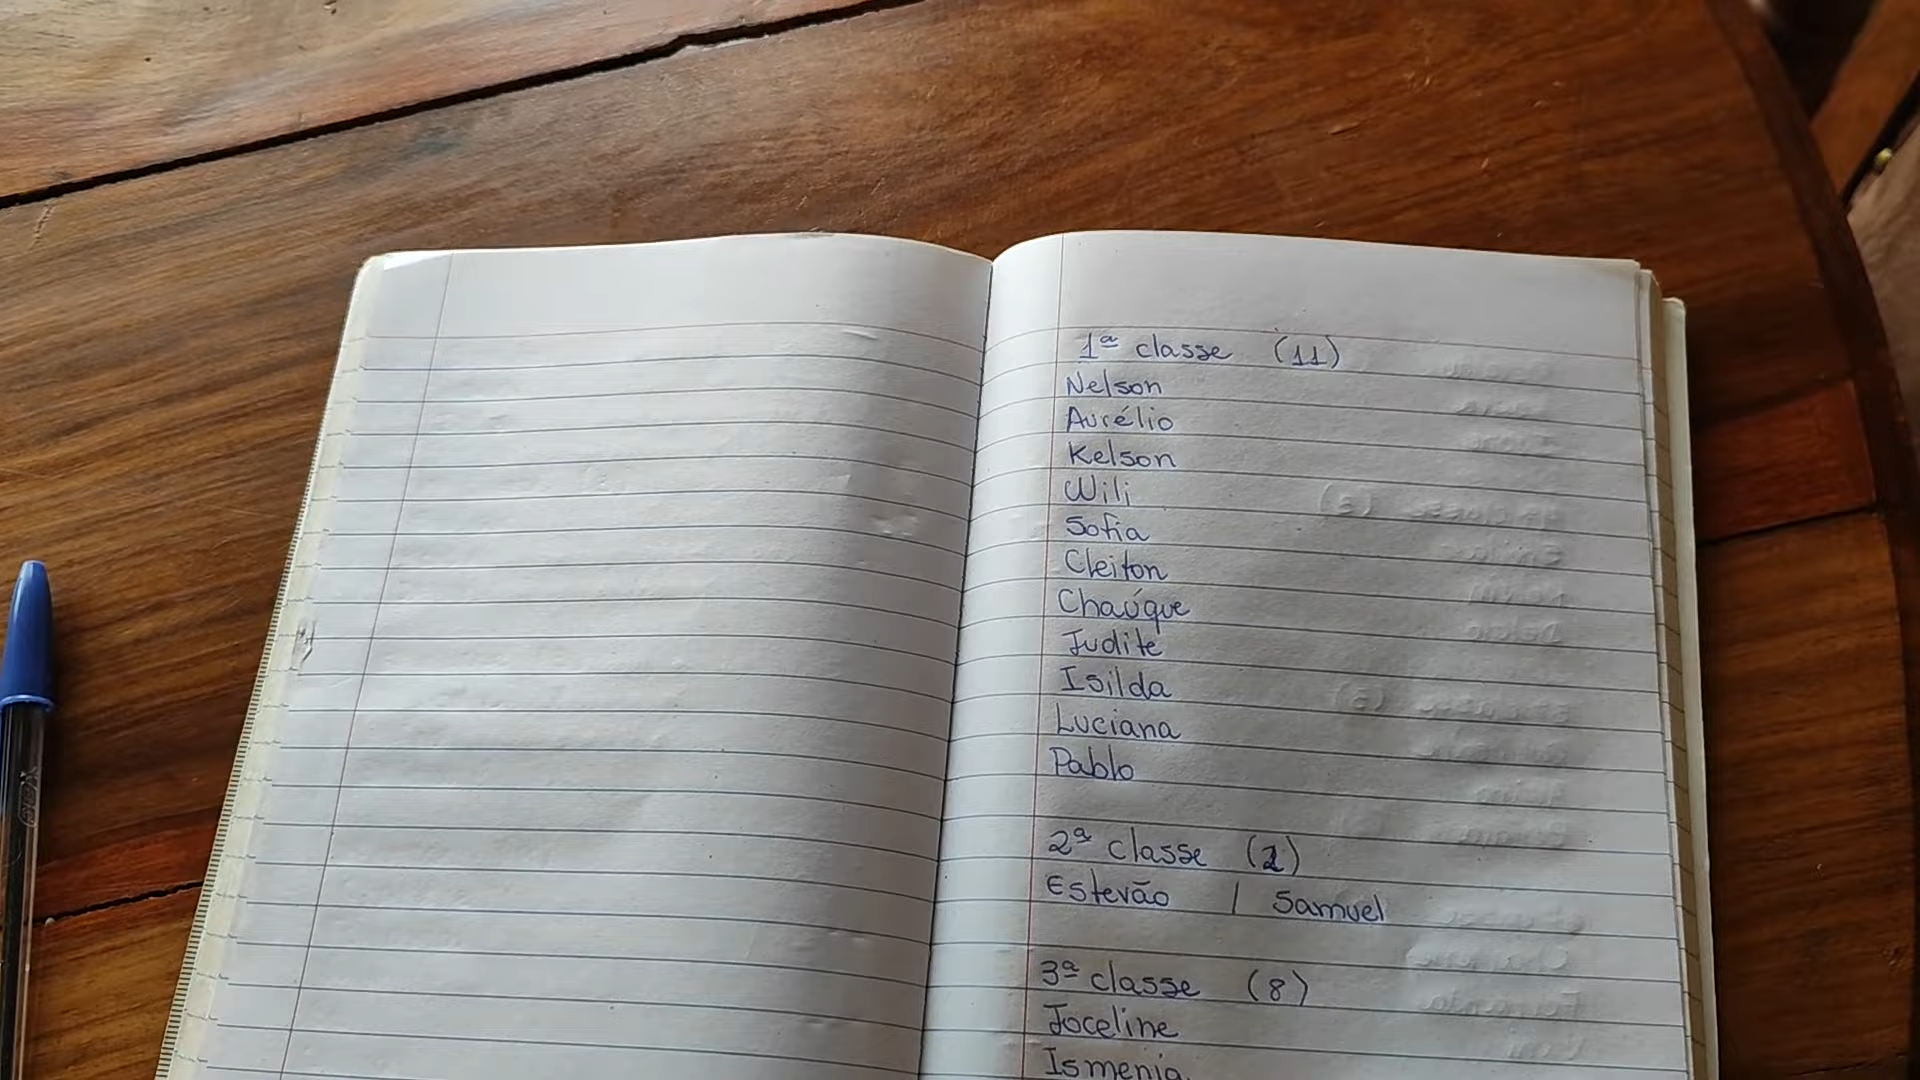 1ª classe (11)
Nelson
Aurélio
Kelson
Wili
Sofia
Cleiton
Chaúque
Judite
Isilda
Luciana
Pablo
2ª classe (2)
Estevão / Samuel
3ª classe (8)
Joceline
Ismenia